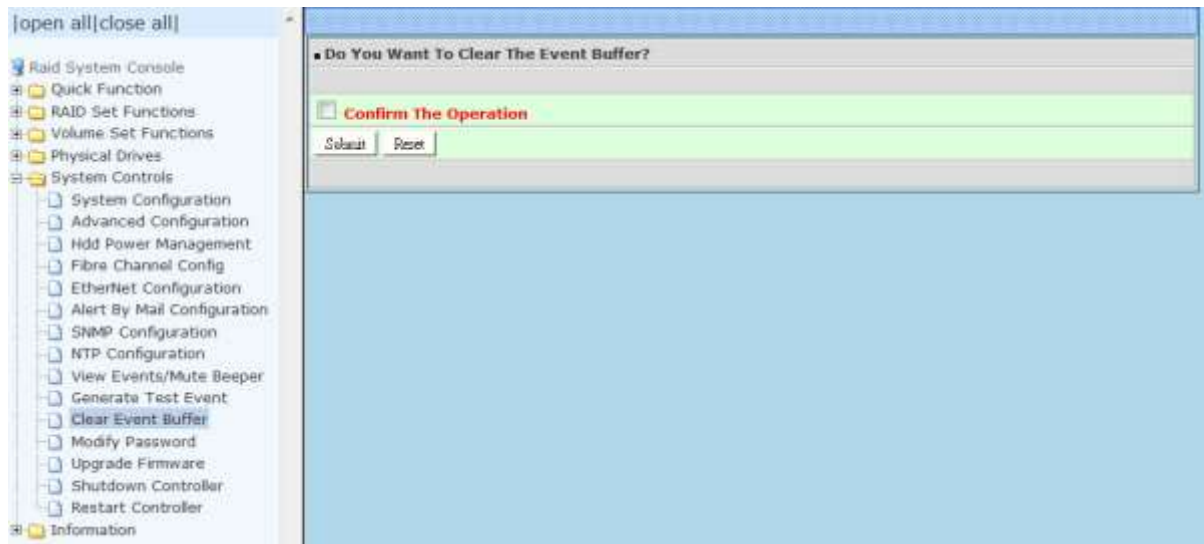 |open all|close all|
Raid System Console
Quick Function
RAID Set Functions
Volume Set Functions
Physical Drives
System Controls
System Configuration
Advanced Configuration
Hdd Power Management
Fibre Channel Config
EtherNet Configuration
Alert By Mail Configuration
SNMP Configuration
NTP Configuration
View Events/Mute Beeper
Generate Test Event
Clear Event Buffer
Modify Password
Upgrade Firmware
Shutdown Controller
Restart Controller
Information
Do You Want To Clear The Event Buffer?
Confirm The Operation
Submit Reset